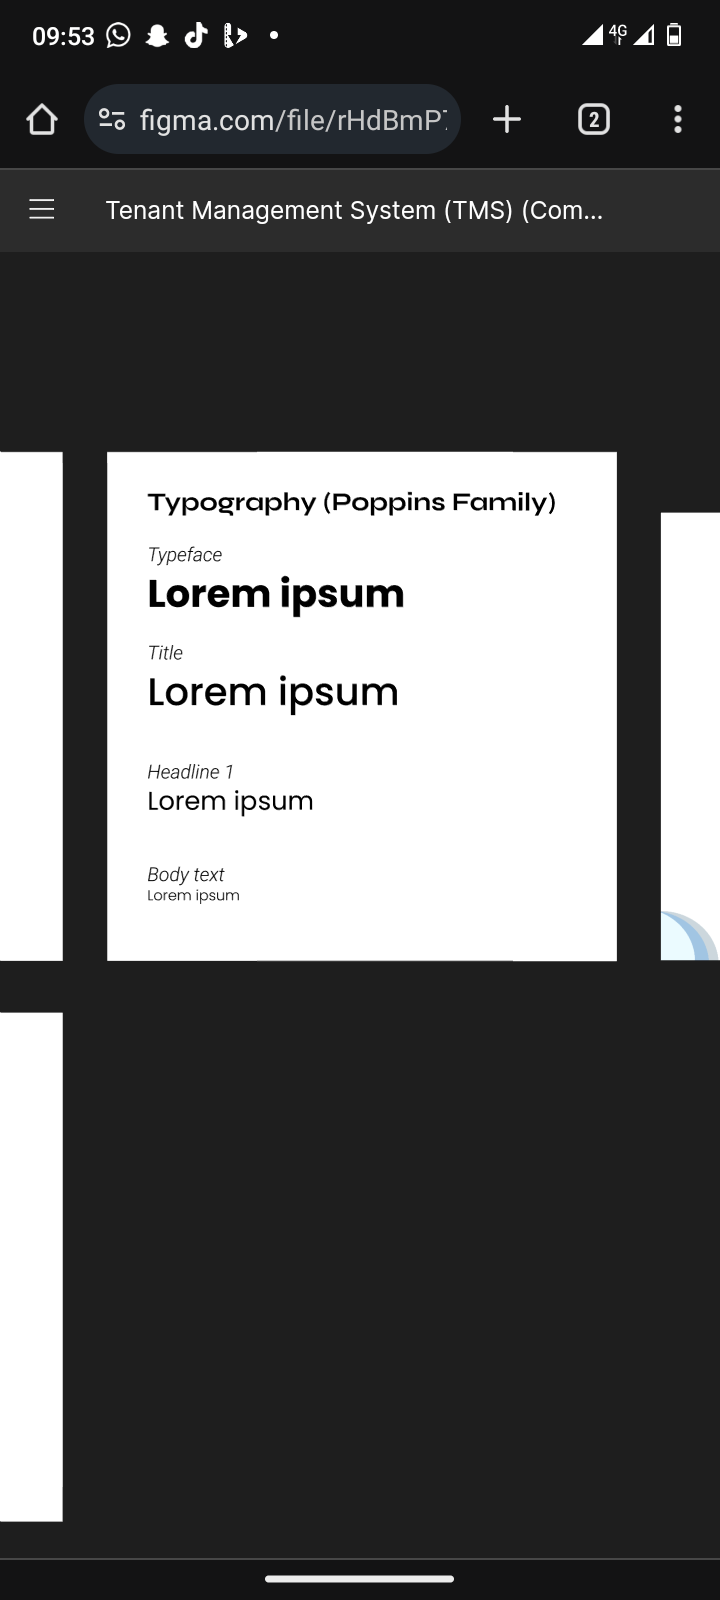 09:53
4G
figma.com/file/rHdBmP
2
Tenant Management System (TMS) (Com...
Typography (Poppins Family)
Typeface
Lorem ipsum
Title
Lorem ipsum
Headline 1
Lorem ipsum
Body text
Lorem ipsum